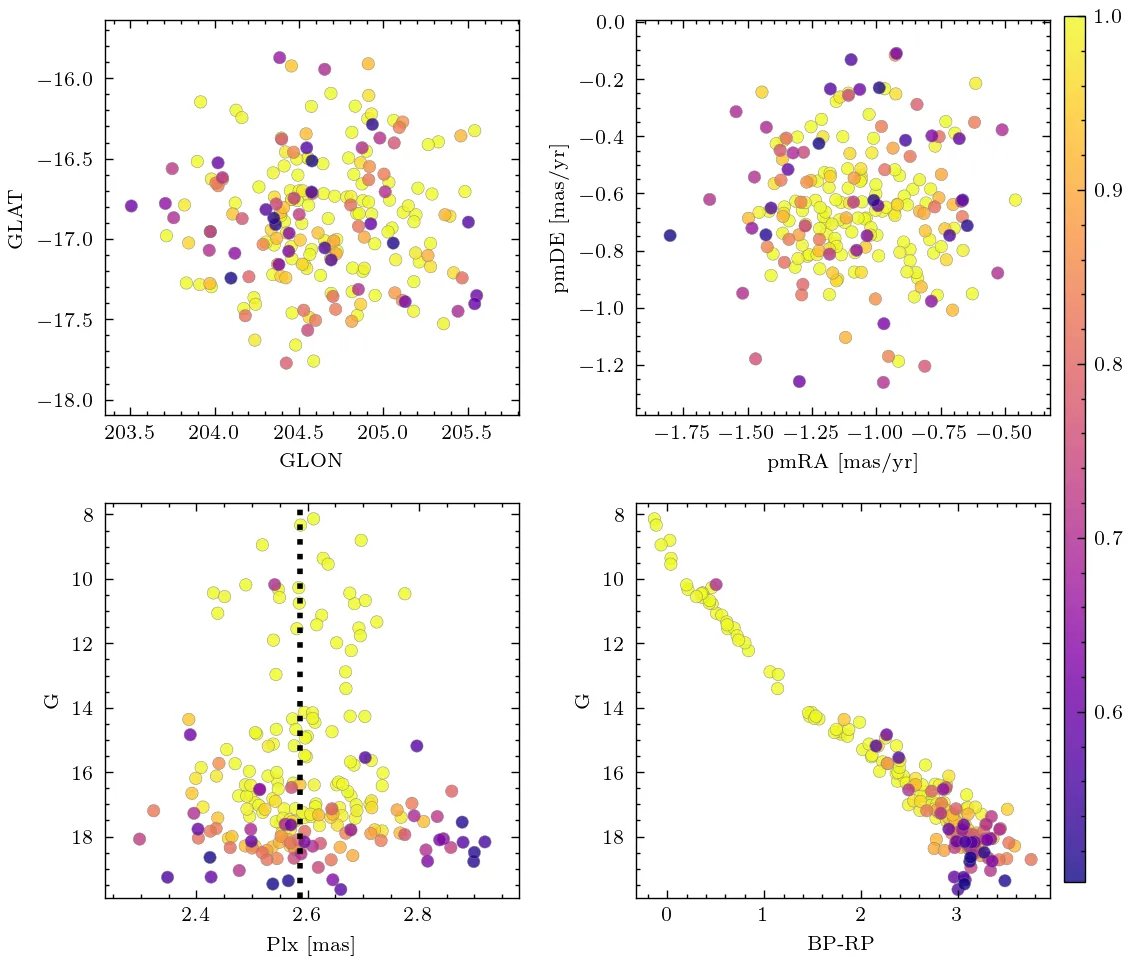 −16.0
−16.5
−17.0
−17.5
−18.0
GLAT
203.5 204.0 204.5 205.0 205.5
GLON
0.0
−0.2
−0.4
−0.6
−0.8
−1.0
−1.2
pmDE [mas/yr]
−1.75 −1.50 −1.25 −1.00 −0.75 −0.50
pmRA [mas/yr]
1.0
0.9
0.8
0.7
0.6
8
10
12
14
16
18
G
2.4 2.6 2.8
Plx [mas]
8
10
12
14
16
18
G
0 1 2 3
BP-RP